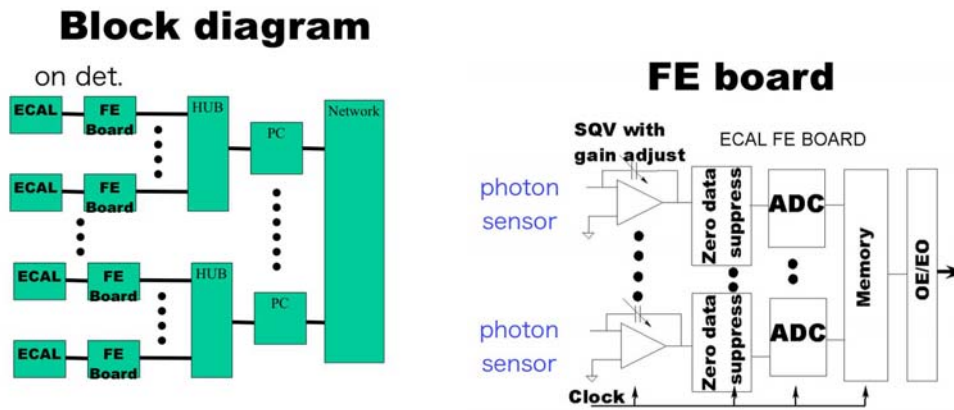 Block diagram
on det.
ECAL
FE
Board
HUB
Network
PC
ECAL
FE
Board
ECAL
FE
Board
HUB
PC
ECAL
FE
Board
FE board
SQV with
gain adjust
ECAL FE BOARD
photon
sensor
Zero data
suppress
ADC
Memory
OE/EO
photon
sensor
Zero data
suppress
ADC
Clock